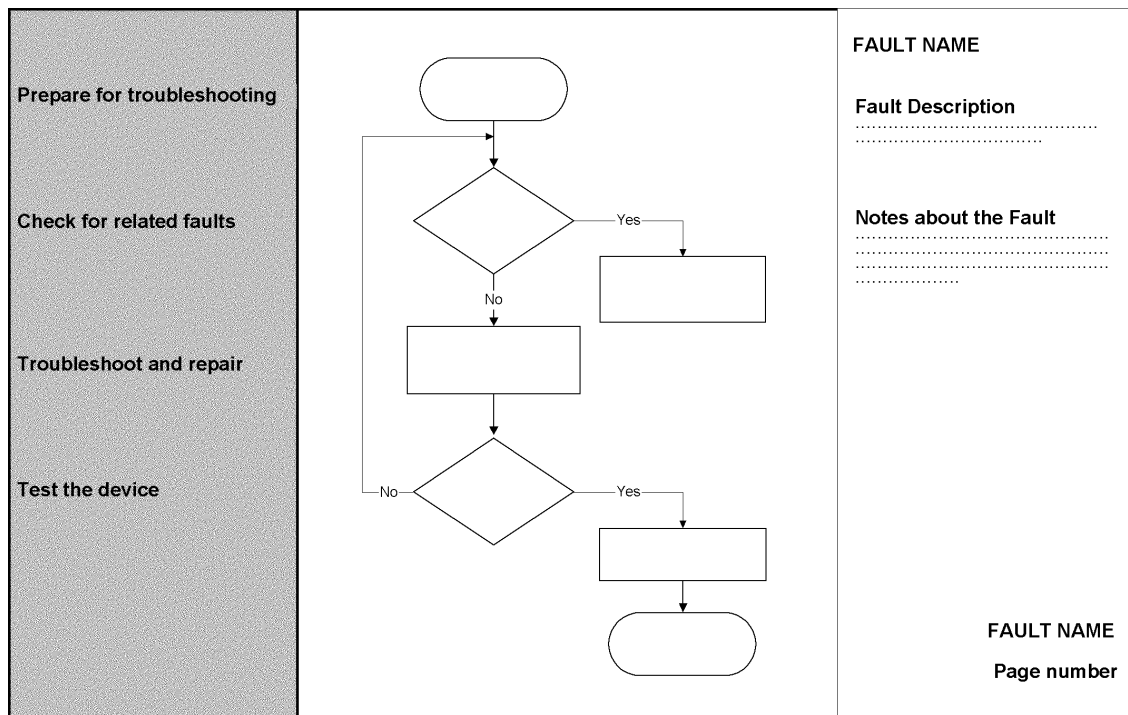 Prepare for troubleshooting
Check for related faults
Troubleshoot and repair
Test the device
Yes
No
No
Yes
FAULT NAME
Fault Description
Notes about the Fault
FAULT NAME
Page number